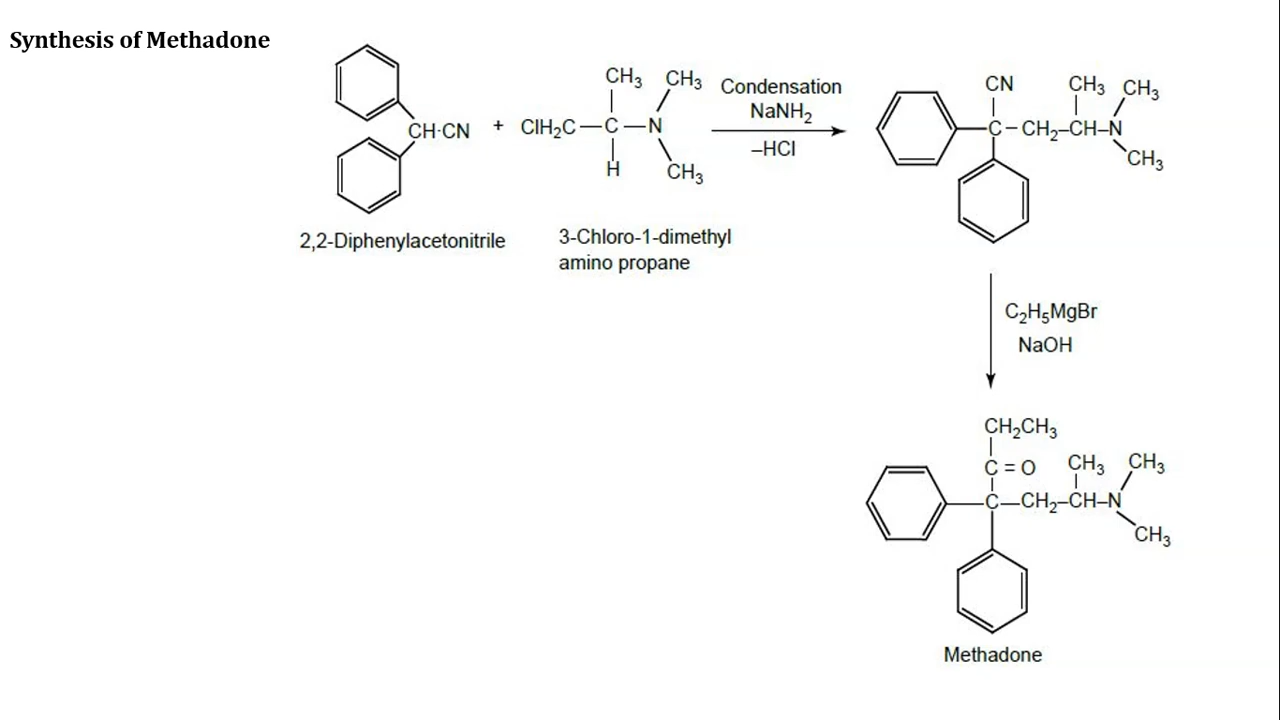 Synthesis of Methadone
CH₃ CH₃
CH·CN + ClH₂C—C—N
H CH₃
Condensation
NaNH₂
–HCl
CN CH₃ CH₃
C–CH₂–CH–N
CH₃
2,2-Diphenylacetonitrile
3-Chloro-1-dimethyl
amino propane
C₂H₅MgBr
NaOH
CH₂CH₃
C=O CH₃ CH₃
C—CH₂–CH–N
CH₃
Methadone